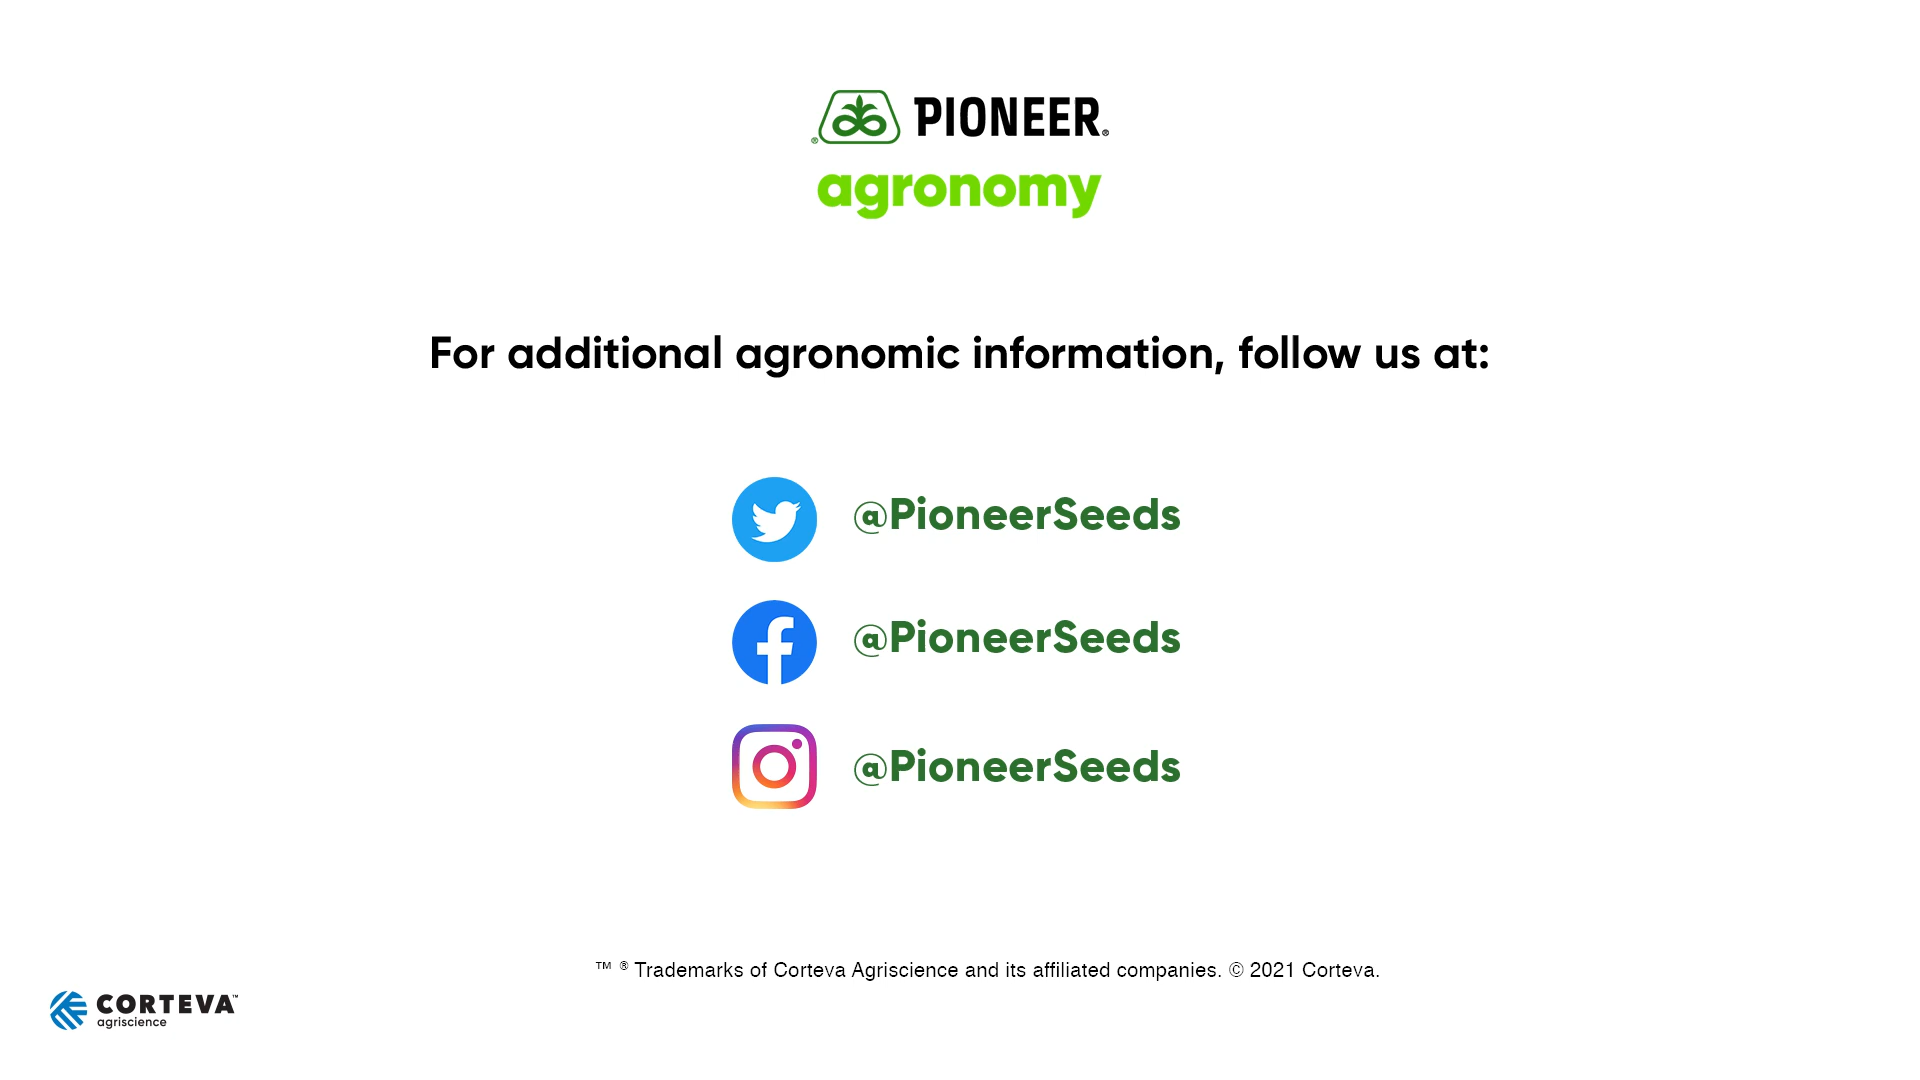 PIONEER®
agronomy
For additional agronomic information, follow us at:
@PioneerSeeds
@PioneerSeeds
@PioneerSeeds
™ ® Trademarks of Corteva Agriscience and its affiliated companies. © 2021 Corteva.
CORTEVA™
agriscience